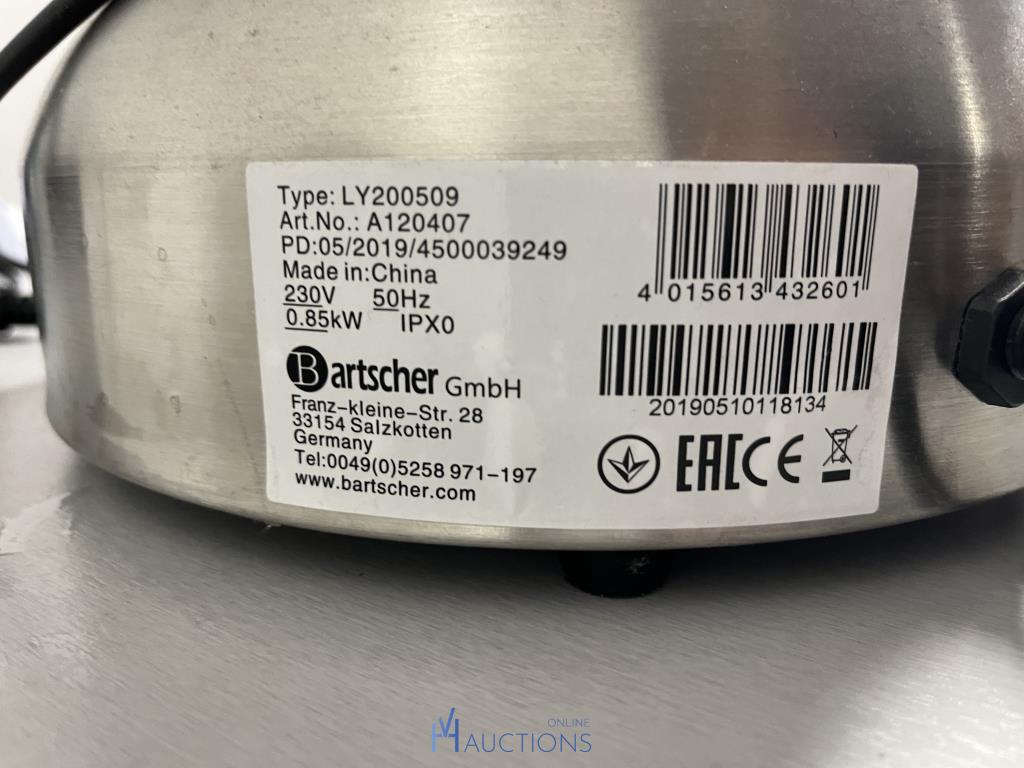 Type: LY200509
Art.No.: A120407
PD:05/2019/4500039249
Made in:China
230V 50Hz
0.85kW IPX0
Bartscher GmbH
Franz-kleine-Str. 28
33154 Salzkotten
Germany
Tel:0049(0)5258 971-197
www.bartscher.com
4 015613 432601
20190510118134
EAC CE
ONLINE
VH AUCTIONS